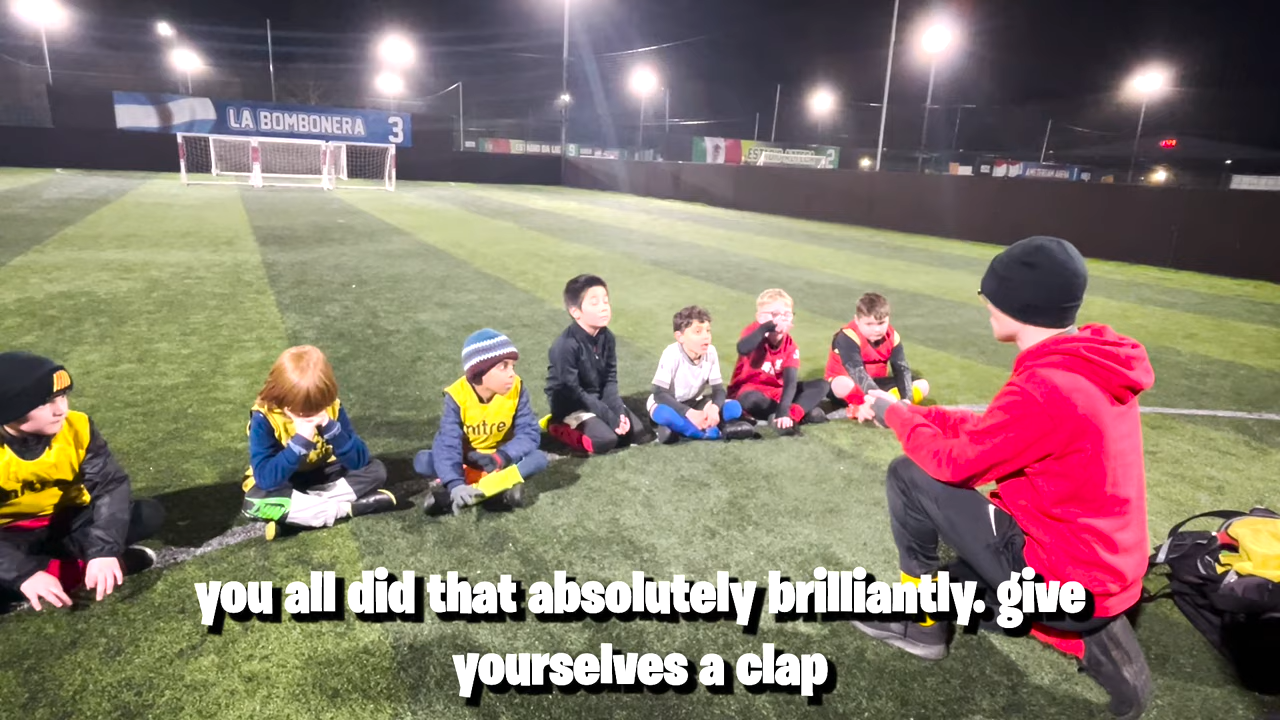 LA BOMBONERA 3
mitre
you all did that absolutely brilliantly. give
yourselves a clap